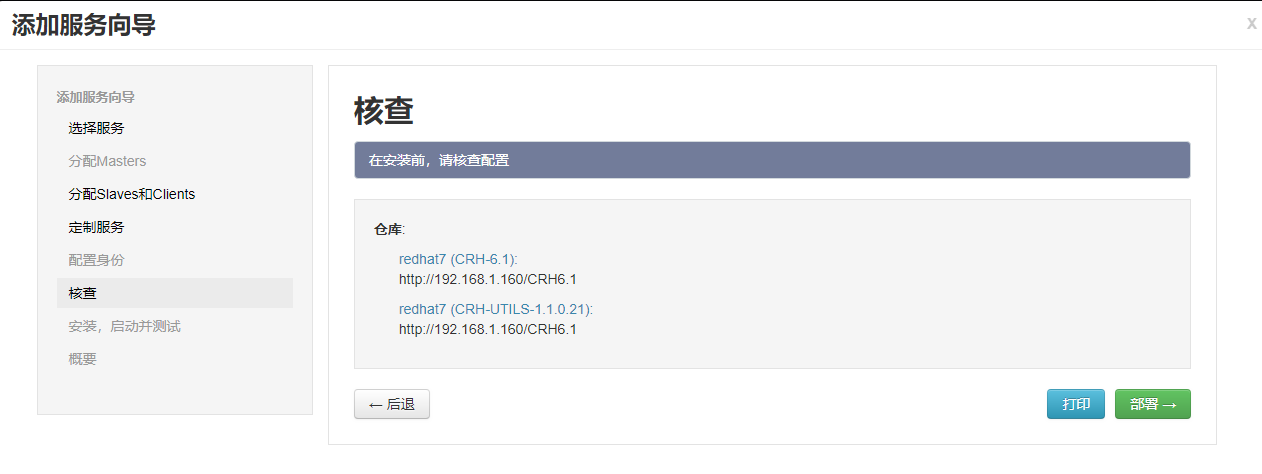 添加服务向导
x
添加服务向导
选择服务
分配Masters
分配Slaves和Clients
定制服务
配置身份
核查
安装，启动并测试
概要
核查
在安装前，请核查配置
仓库:
redhat7 (CRH-6.1):
http://192.168.1.160/CRH6.1
redhat7 (CRH-UTILS-1.1.0.21):
http://192.168.1.160/CRH6.1
← 后退
打印
部署 →